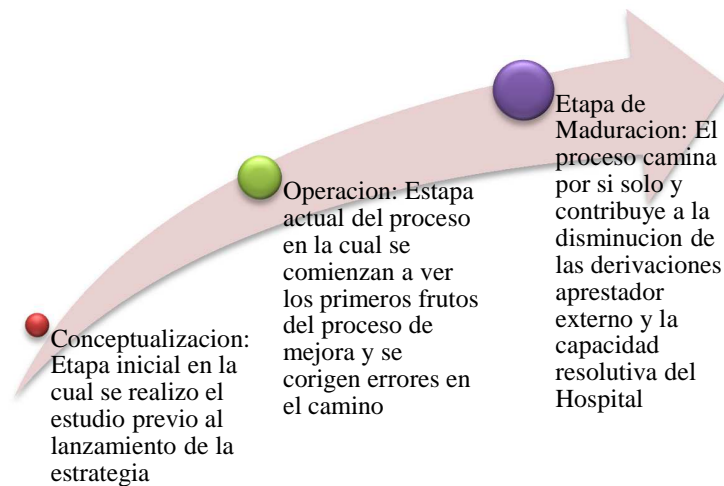 Conceptualizacion:
Etapa inicial en la
cual se realizo el
estudio previo al
lanzamiento de la
estrategia
Operacion: Estapa
actual del proceso
en la cual se
comienzan a ver
los primeros frutos
del proceso de
mejora y se
corigen errores en
el camino
Etapa de
Maduracion: El
proceso camina
por si solo y
contribuye a la
disminucion de
las derivaciones
aprestador
externo y la
capacidad
resolutiva del
Hospital